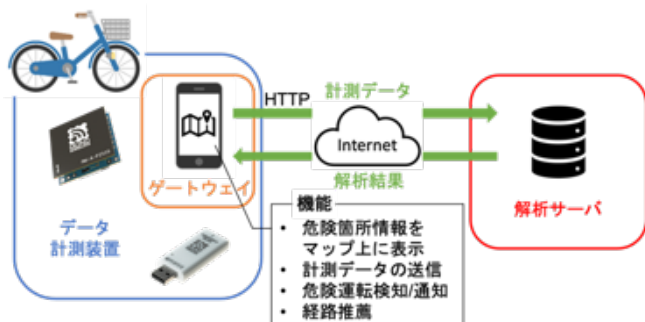 HTTP
計測データ
Internet
解析結果
ゲートウェイ
データ
計測装置
機能
• 危険箇所情報を
マップ上に表示
• 計測データの送信
• 危険運転検知/通知
• 経路推薦
解析サーバ